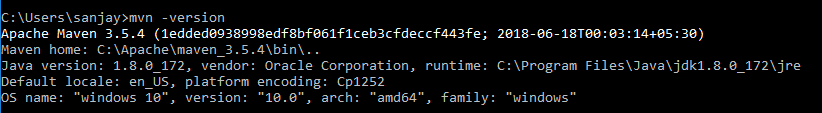 C:\Users\sanjay>mvn -version
Apache Maven 3.5.4 (1edded0938998edf8bf061f1ceb3cfdeccf443fe; 2018-06-18T00:03:14+05:30)
Maven home: C:\Apache\maven_3.5.4\bin\..
Java version: 1.8.0_172, vendor: Oracle Corporation, runtime: C:\Program Files\Java\jdk1.8.0_172\jre
Default locale: en_US, platform encoding: Cp1252
OS name: "windows 10", version: "10.0", arch: "amd64", family: "windows"